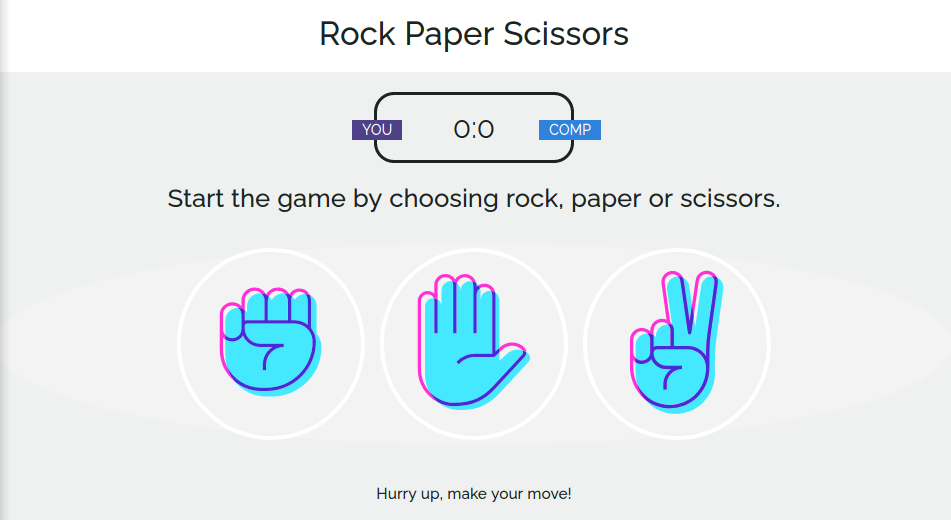 Rock Paper Scissors
YOU
0:0
COMP
Start the game by choosing rock, paper or scissors.
Hurry up, make your move!